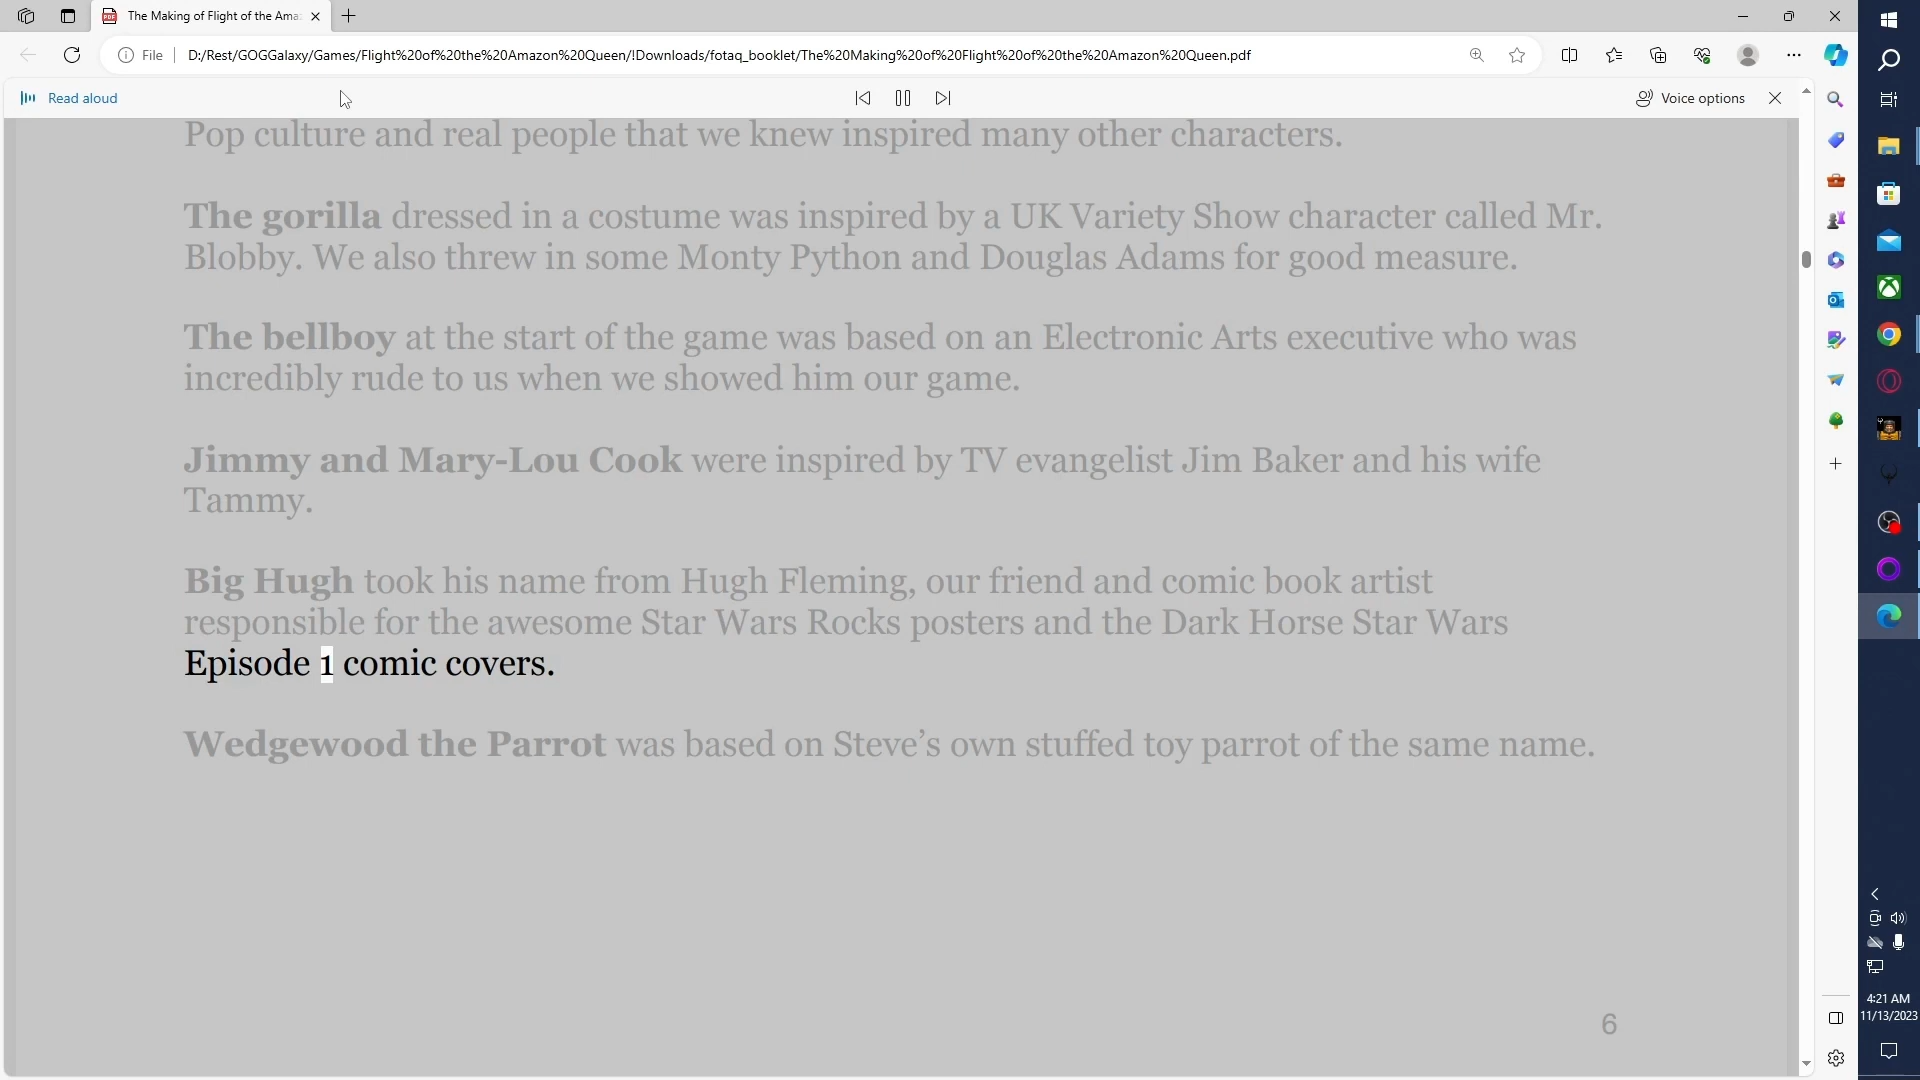 The Making of Flight of the Ama
File
D:/Rest/GOGGalaxy/Games/Flight%20of%20the%20Amazon%20Queen/!Downloads/fotaq_booklet/The%20Making%20of%20Flight%20of%20the%20Amazon%20Queen.pdf
Read aloud
Voice options
Pop culture and real people that we knew inspired many other characters.
The gorilla dressed in a costume was inspired by a UK Variety Show character called Mr.
Blobby. We also threw in some Monty Python and Douglas Adams for good measure.
The bellboy at the start of the game was based on an Electronic Arts executive who was
incredibly rude to us when we showed him our game.
Jimmy and Mary-Lou Cook were inspired by TV evangelist Jim Baker and his wife
Tammy.
Big Hugh took his name from Hugh Fleming, our friend and comic book artist
responsible for the awesome Star Wars Rocks posters and the Dark Horse Star Wars
Episode 1 comic covers.
Wedgewood the Parrot was based on Steve’s own stuffed toy parrot of the same name.
6
4:21 AM
11/13/2023